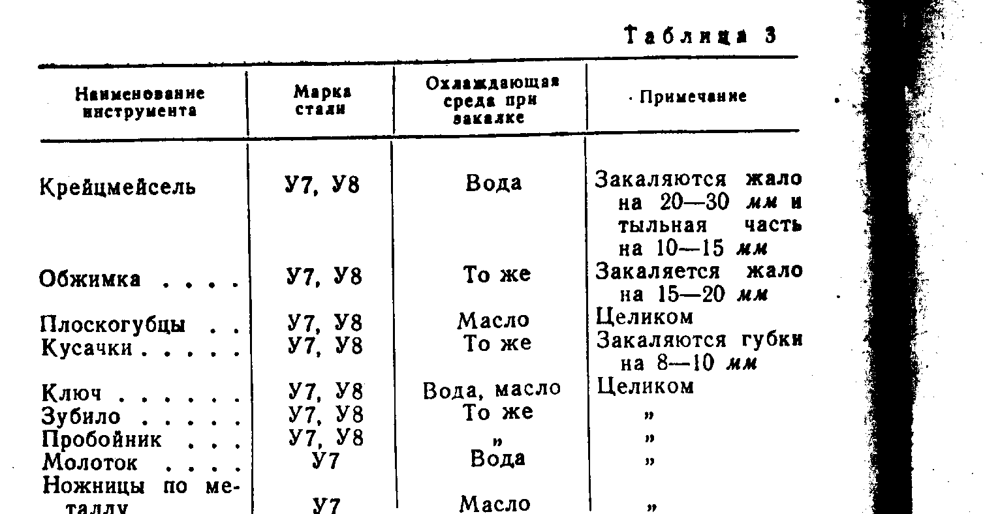 Таблица 3
Наименование инструмента Марка стали Охлаждающая среда при закалке Примечание
Крейцмейсель У7, У8 Вода Закаляются жало
на 20—30 мм и
тыльная часть
на 10—15 мм
Обжимка . . . . У7, У8 То же Закаляется жало
на 15—20 мм
Плоскогубцы . . У7, У8 Масло Целиком
Кусачки . . . . . У7, У8 То же Закаляются губки
на 8—10 мм
Ключ . . . . . . У7, У8 Вода, масло Целиком
Зубило . . . . . У7, У8 То же „
Пробойник . . . У7, У8 „ „
Молоток . . . . У7 Вода „
Ножницы по ме-
таллу У7 Масло „